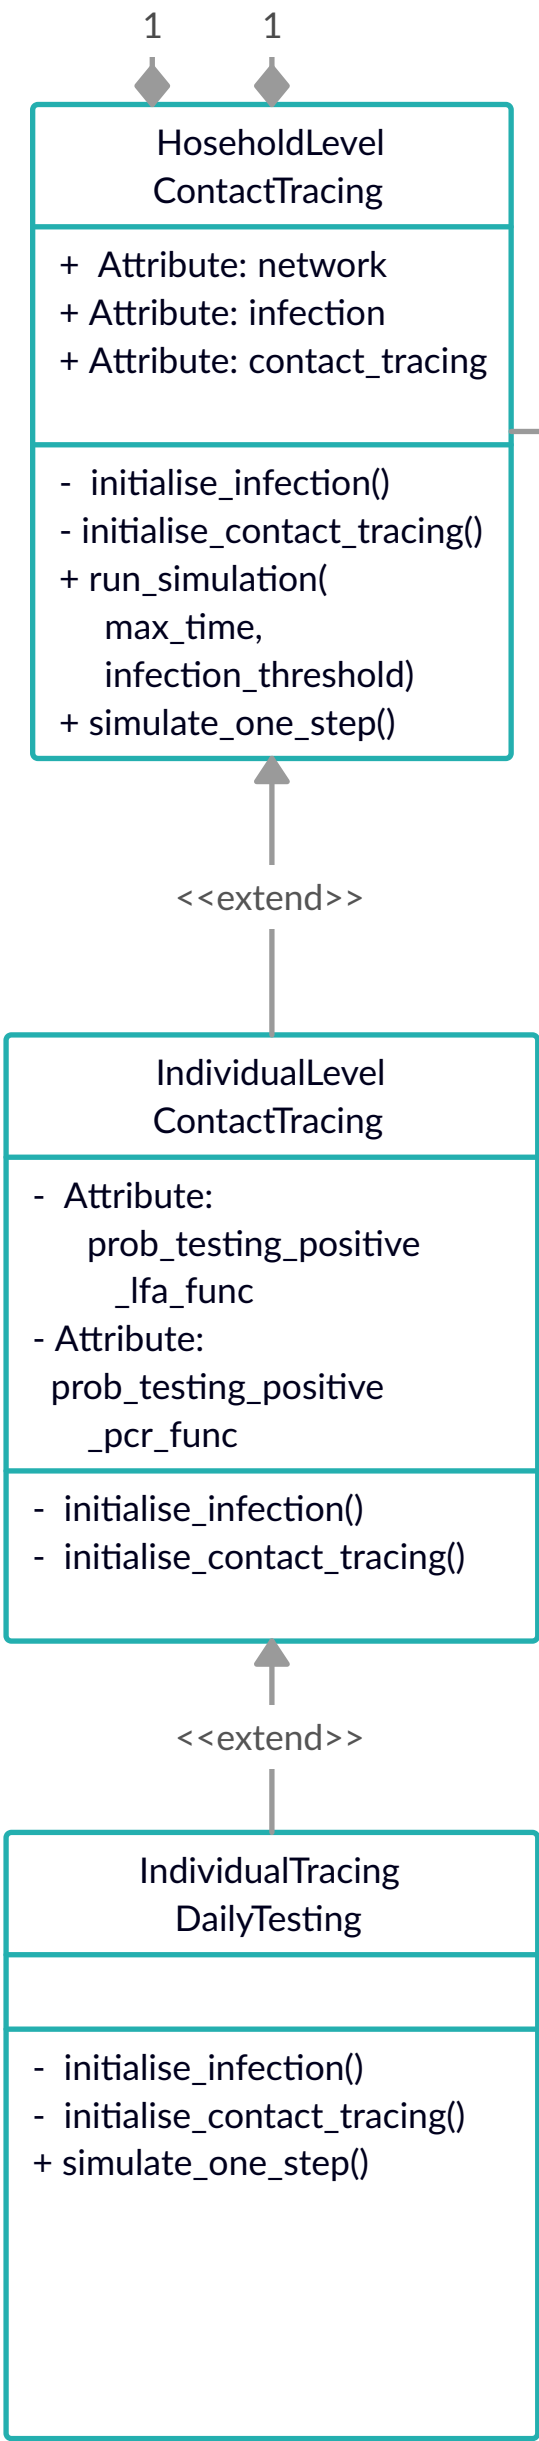 1 1
HoseholdLevel
ContactTracing
+ Attribute: network
+ Attribute: infection
+ Attribute: contact_tracing
- initialise_infection()
- initialise_contact_tracing()
+ run_simulation(
max_time,
infection_threshold)
+ simulate_one_step()
<<extend>>
IndividualLevel
ContactTracing
- Attribute:
prob_testing_positive
_lfa_func
- Attribute:
prob_testing_positive
_pcr_func
- initialise_infection()
- initialise_contact_tracing()
<<extend>>
IndividualTracing
DailyTesting
- initialise_infection()
- initialise_contact_tracing()
+ simulate_one_step()